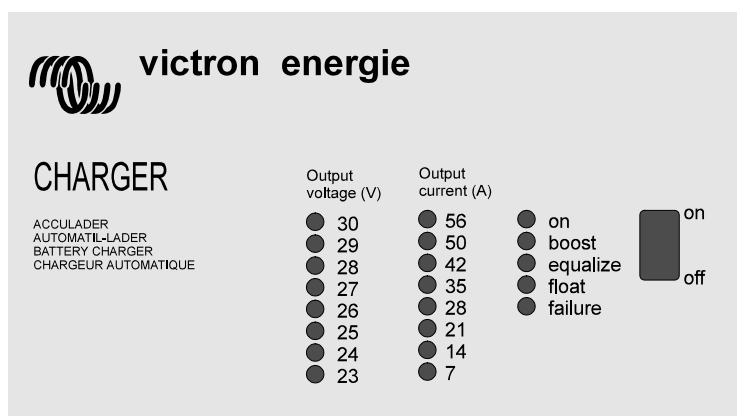 victron energie
CHARGER
ACCULADER
AUTOMATIL-LADER
BATTERY CHARGER
CHARGEUR AUTOMATIQUE
Output
voltage (V)
30
29
28
27
26
25
24
23
Output
current (A)
56
50
42
35
28
21
14
7
on
boost
equalize
float
failure
on
off